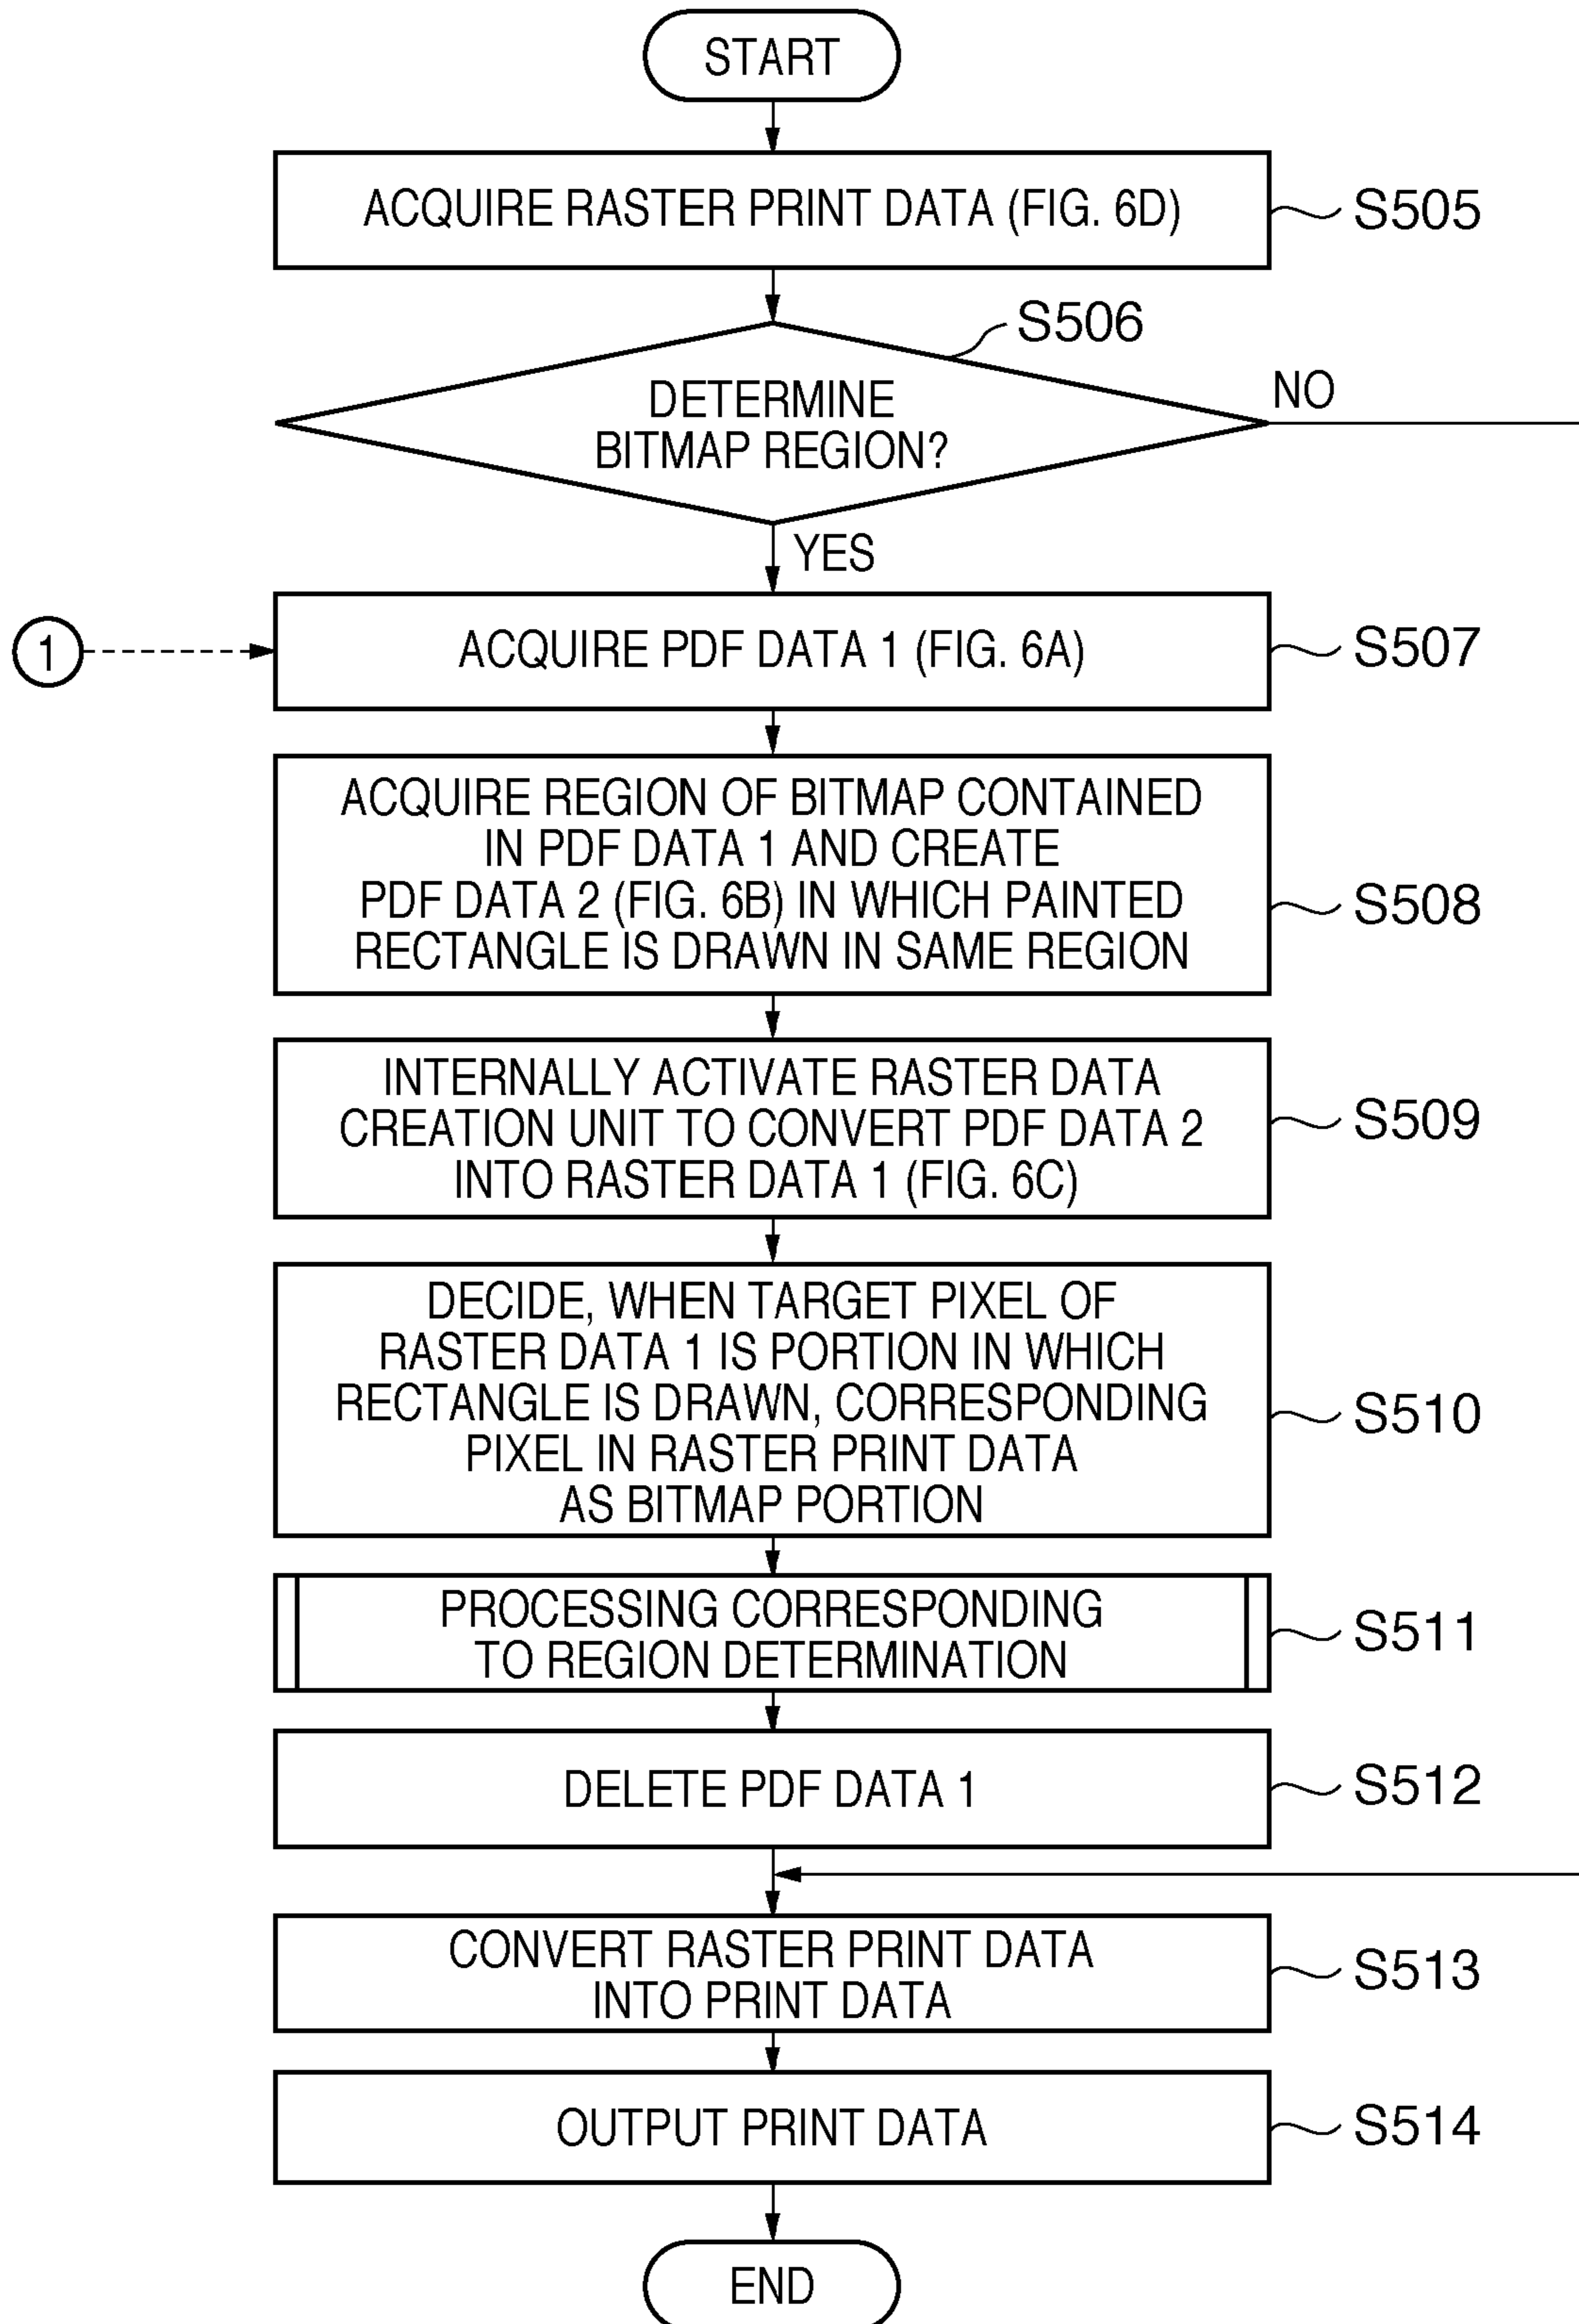 START
ACQUIRE RASTER PRINT DATA (FIG. 6D)
S505
S506
DETERMINE
BITMAP REGION?
NO
YES
1
ACQUIRE PDF DATA 1 (FIG. 6A)
S507
ACQUIRE REGION OF BITMAP CONTAINED
IN PDF DATA 1 AND CREATE
PDF DATA 2 (FIG. 6B) IN WHICH PAINTED
RECTANGLE IS DRAWN IN SAME REGION
S508
INTERNALLY ACTIVATE RASTER DATA
CREATION UNIT TO CONVERT PDF DATA 2
INTO RASTER DATA 1 (FIG. 6C)
S509
DECIDE, WHEN TARGET PIXEL OF
RASTER DATA 1 IS PORTION IN WHICH
RECTANGLE IS DRAWN, CORRESPONDING
PIXEL IN RASTER PRINT DATA
AS BITMAP PORTION
S510
PROCESSING CORRESPONDING
TO REGION DETERMINATION
S511
DELETE PDF DATA 1
S512
CONVERT RASTER PRINT DATA
INTO PRINT DATA
S513
OUTPUT PRINT DATA
S514
END